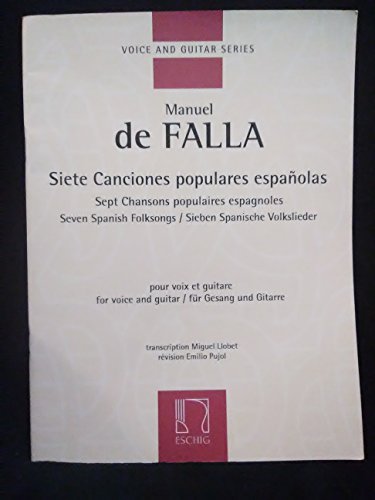 VOICE AND GUITAR SERIES
Manuel
de FALLA
Siete Canciones populares españolas
Sept Chansons populaires espagnoles
Seven Spanish Folksongs / Sieben Spanische Volkslieder
pour voix et guitare
for voice and guitar / für Gesang und Gitarre
transcription Miguel Llobet
révision Emilio Pujol
ESCHIG